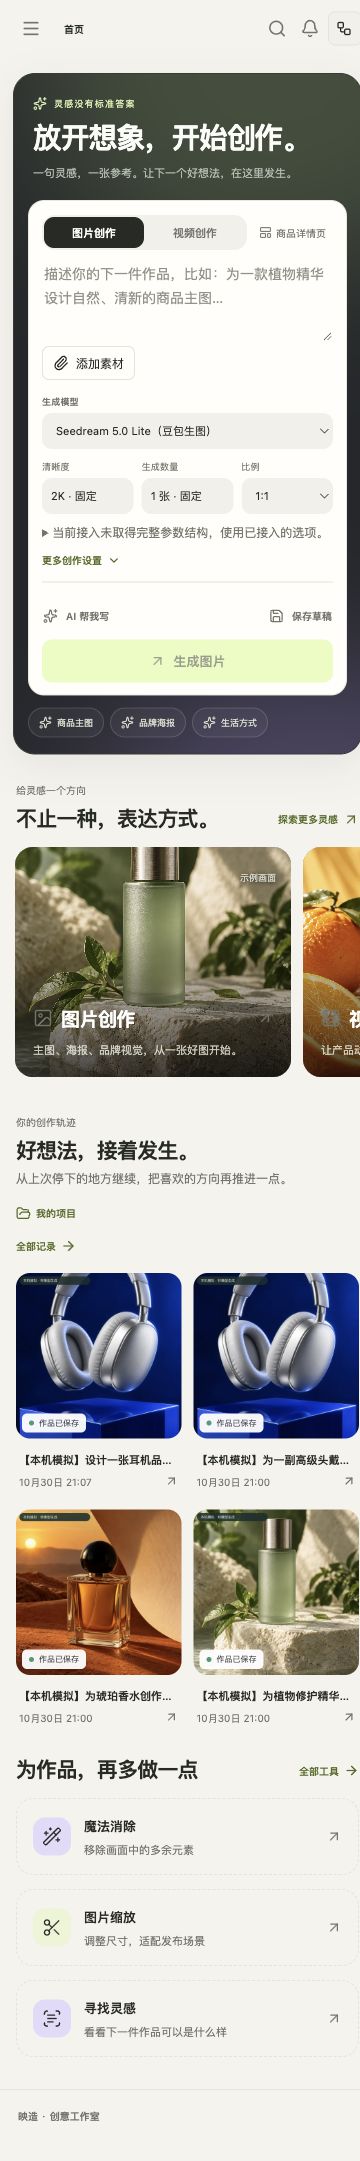 首页
灵感没有标准答案
放开想象，开始创作。
一句灵感，一张参考。让下一个好想法，在这里发生。
图片创作
视频创作
商品详情页
描述你的下一件作品，比如：为一款植物精华
设计自然、清新的商品主图...
添加素材
生成模型
Seedream 5.0 Lite（豆包生图）
清晰度
生成数量
比例
2K · 固定
1 张 · 固定
1:1
当前接入未取得完整参数结构，使用已接入的选项。
更多创作设置
AI 帮我写
保存草稿
生成图片
商品主图
品牌海报
生活方式
给灵感一个方向
不止一种，表达方式。
探索更多灵感
示例画面
图片创作
主图、海报、品牌视觉，从一张好图开始。
让产品
你的创作轨迹
好想法，接着发生。
从上次停下的地方继续，把喜欢的方向再推进一点。
我的项目
全部记录
作品已保存
作品已保存
【本机模拟】设计一张耳机品...
【本机模拟】为一副高级头戴...
10月30日 21:07
10月30日 21:00
作品已保存
作品已保存
【本机模拟】为琥珀香水创作...
【本机模拟】为植物修护精华...
10月30日 21:00
10月30日 21:00
为作品，再多做一点
全部工具
魔法消除
移除画面中的多余元素
图片缩放
调整尺寸，适配发布场景
寻找灵感
看看下一件作品可以是什么样
映造 · 创意工作室